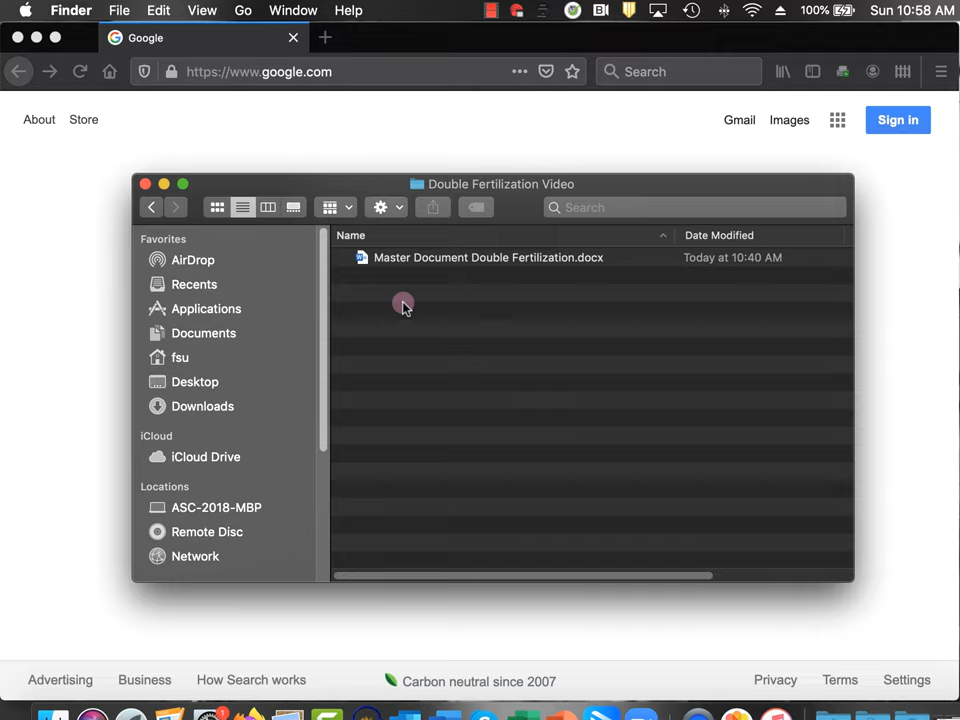 Finder File Edit View Go Window Help 100% Sun 10:58 AM
Google
https://www.google.com Search
About Store Gmail Images Sign in
Double Fertilization Video
Search
Favorites Name Date Modified
AirDrop Master Document Double Fertilization.docx Today at 10:40 AM
Recents
Applications
Documents
fsu
Desktop
Downloads
iCloud
iCloud Drive
Locations
ASC-2018-MBP
Remote Disc
Network
Advertising Business How Search works Carbon neutral since 2007 Privacy Terms Settings
1